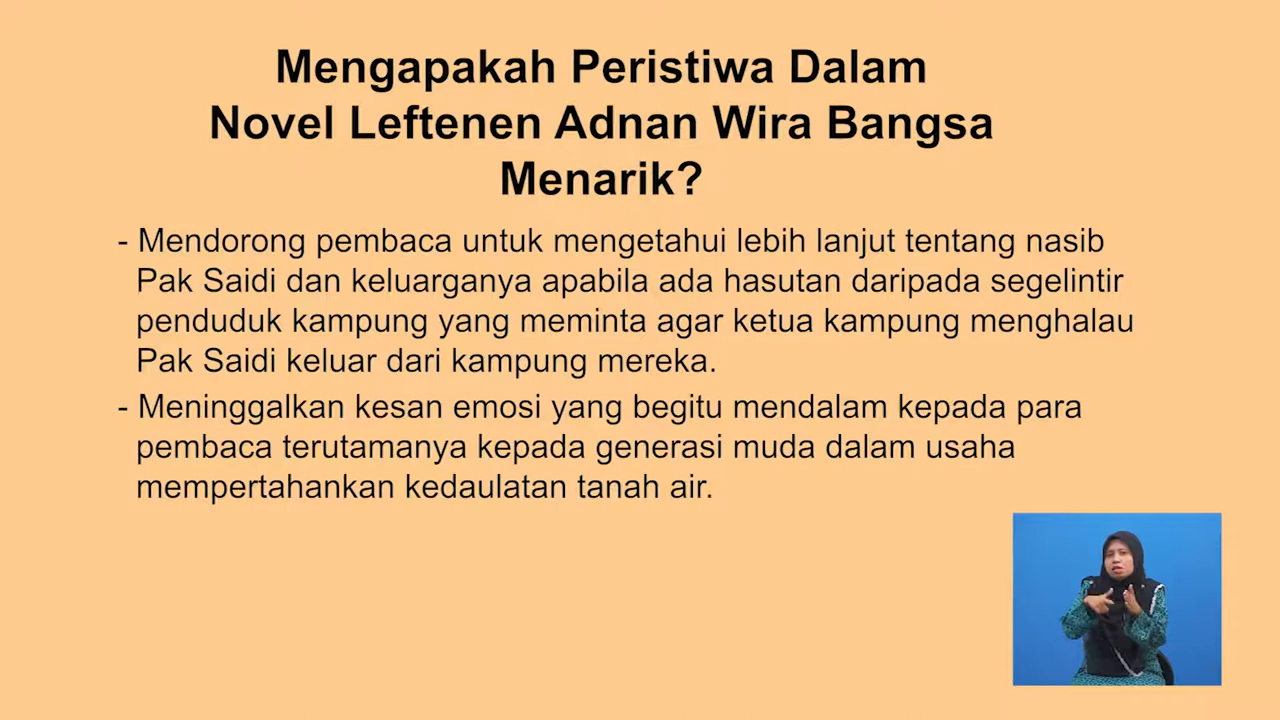 Mengapakah Peristiwa Dalam
Novel Leftenen Adnan Wira Bangsa
Menarik?
- Mendorong pembaca untuk mengetahui lebih lanjut tentang nasib
Pak Saidi dan keluarganya apabila ada hasutan daripada segelintir
penduduk kampung yang meminta agar ketua kampung menghalau
Pak Saidi keluar dari kampung mereka.
- Meninggalkan kesan emosi yang begitu mendalam kepada para
pembaca terutamanya kepada generasi muda dalam usaha
mempertahankan kedaulatan tanah air.